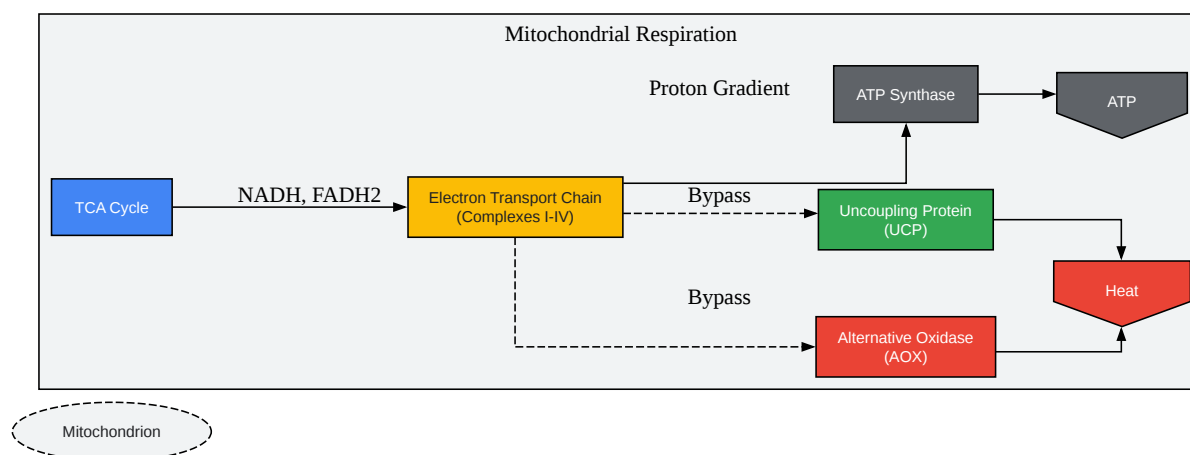 Mitochondrial Respiration
Proton Gradient
ATP Synthase
ATP
TCA Cycle
NADH, FADH2
Electron Transport Chain
(Complexes I-IV)
Bypass
Uncoupling Protein
(UCP)
Bypass
Heat
Alternative Oxidase
(AOX)
Mitochondrion